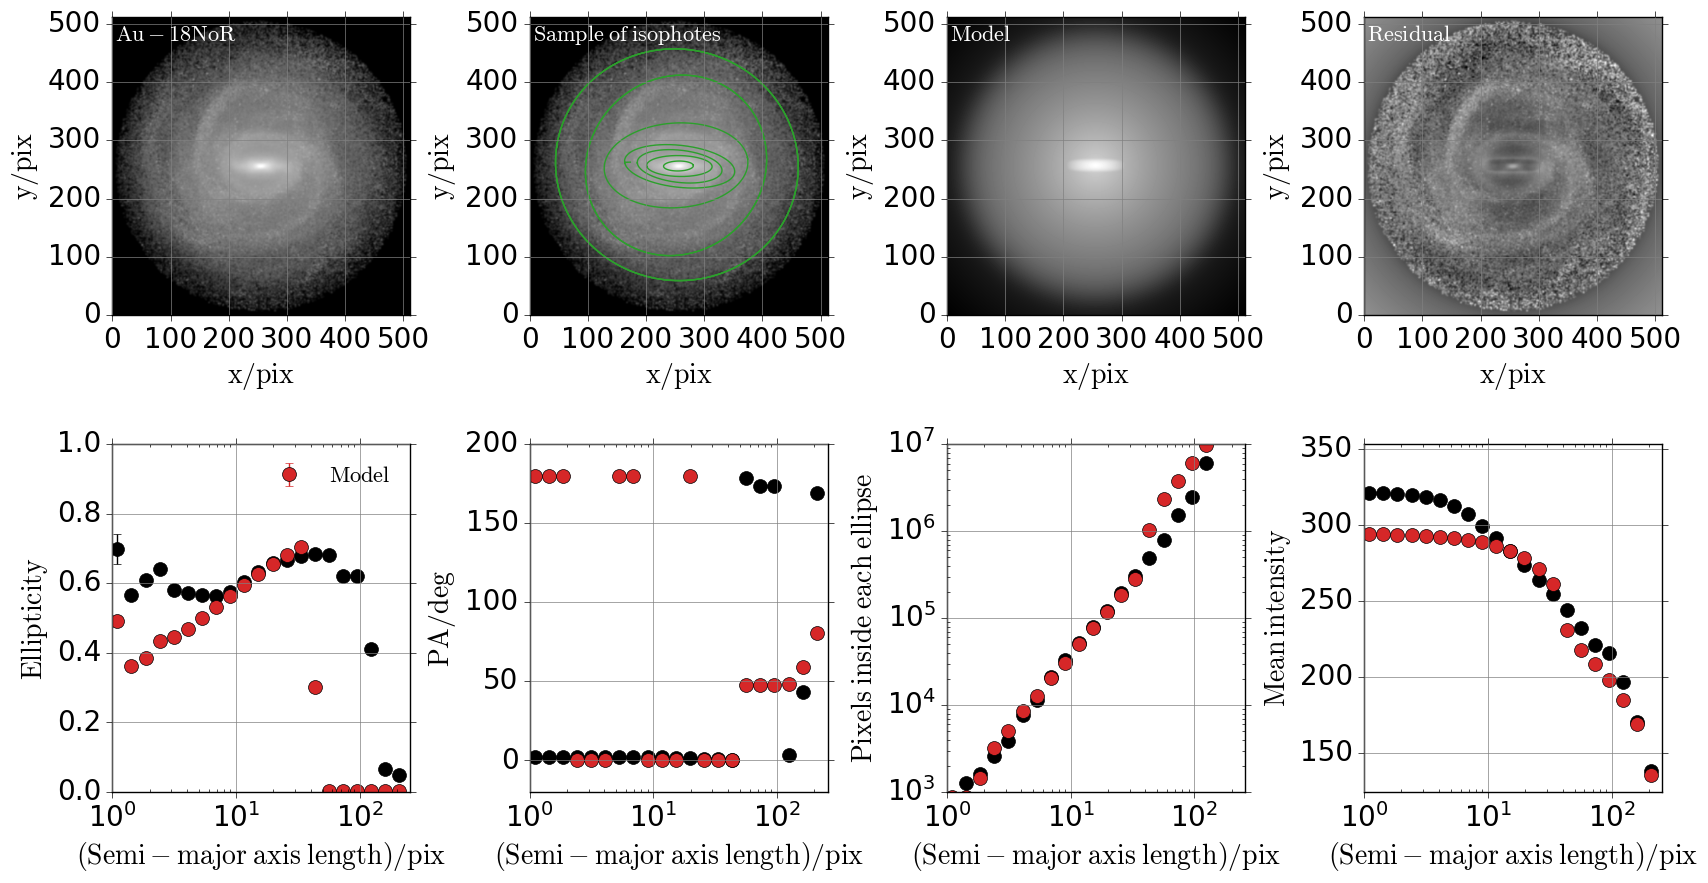 Au−18NoR
Sample of isophotes
Model
Residual
500
400
300
200
100
0
y/pix
0 100 200 300 400 500
x/pix
500
400
300
200
100
0
y/pix
0 100 200 300 400 500
x/pix
500
400
300
200
100
0
y/pix
0 100 200 300 400 500
x/pix
500
400
300
200
100
0
y/pix
0 100 200 300 400 500
x/pix
1.0
0.8
0.6
0.4
0.2
0.0
Ellipticity
Model
10^0 10^1 10^2
(Semi−major axis length)/pix
200
150
100
50
0
PA/deg
10^0 10^1 10^2
(Semi−major axis length)/pix
10^7
10^6
10^5
10^4
10^3
Pixels inside each ellipse
10^0 10^1 10^2
(Semi−major axis length)/pix
350
300
250
200
150
Mean intensity
10^0 10^1 10^2
(Semi−major axis length)/pix